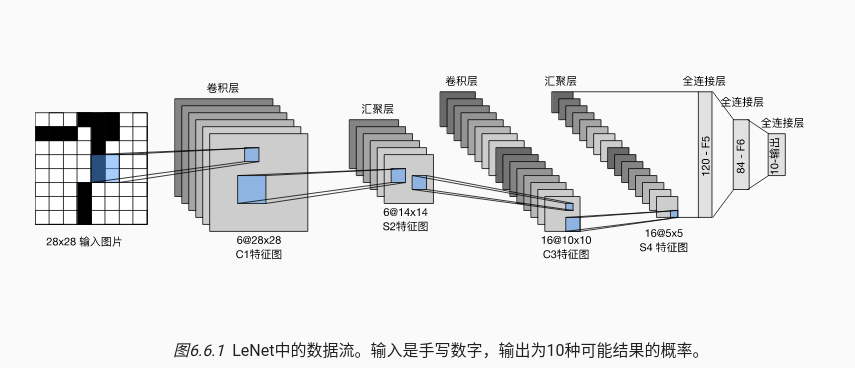 卷积层
汇聚层
卷积层
汇聚层
全连接层
全连接层
全连接层
120 - F5
84 - F6
10-输出
28x28 输入图片
6@28x28
C1特征图
6@14x14
S2特征图
16@10x10
C3特征图
16@5x5
S4 特征图
图6.6.1 LeNet中的数据流。输入是手写数字，输出为10种可能结果的概率。